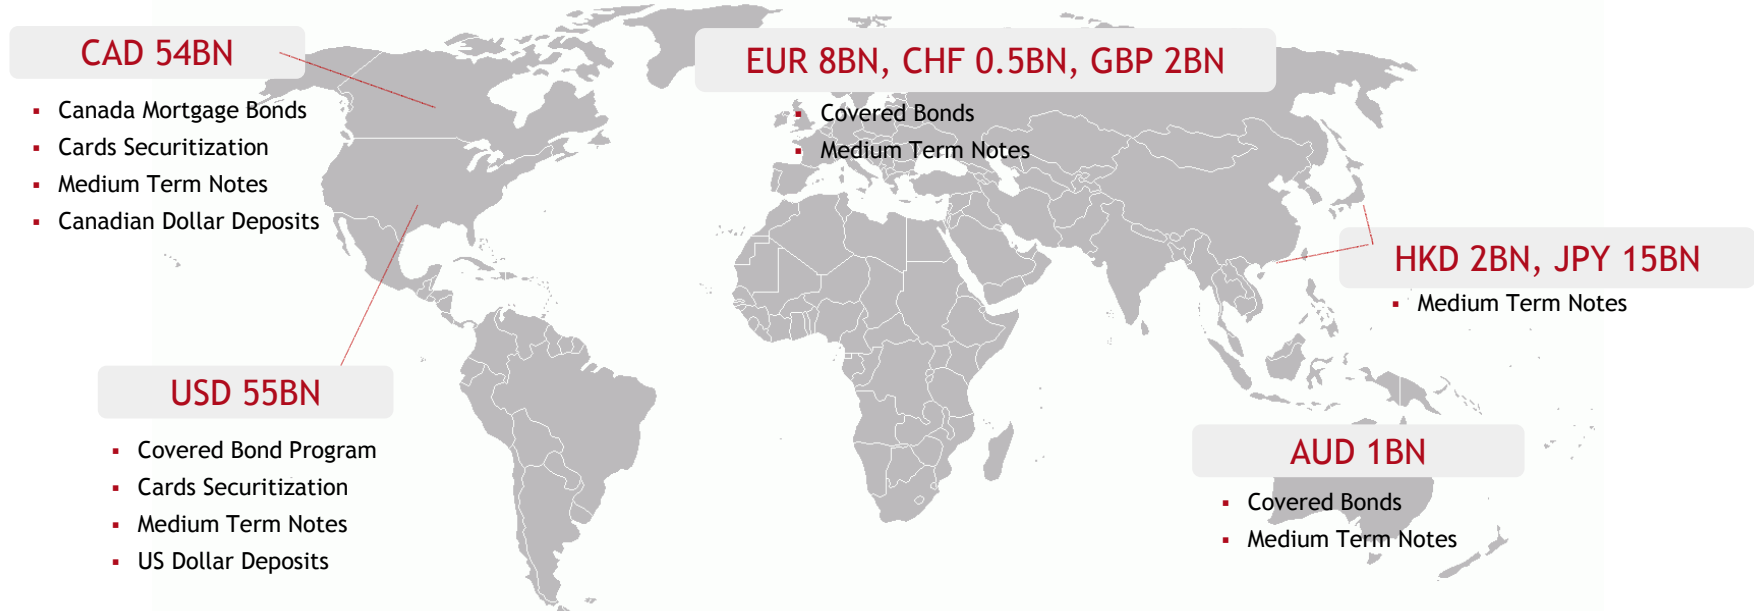 CAD 54BN
▪ Canada Mortgage Bonds
▪ Cards Securitization
▪ Medium Term Notes
▪ Canadian Dollar Deposits
EUR 8BN, CHF 0.5BN, GBP 2BN
▪ Covered Bonds
▪ Medium Term Notes
HKD 2BN, JPY 15BN
▪ Medium Term Notes
USD 55BN
▪ Covered Bond Program
▪ Cards Securitization
▪ Medium Term Notes
▪ US Dollar Deposits
AUD 1BN
▪ Covered Bonds
▪ Medium Term Notes